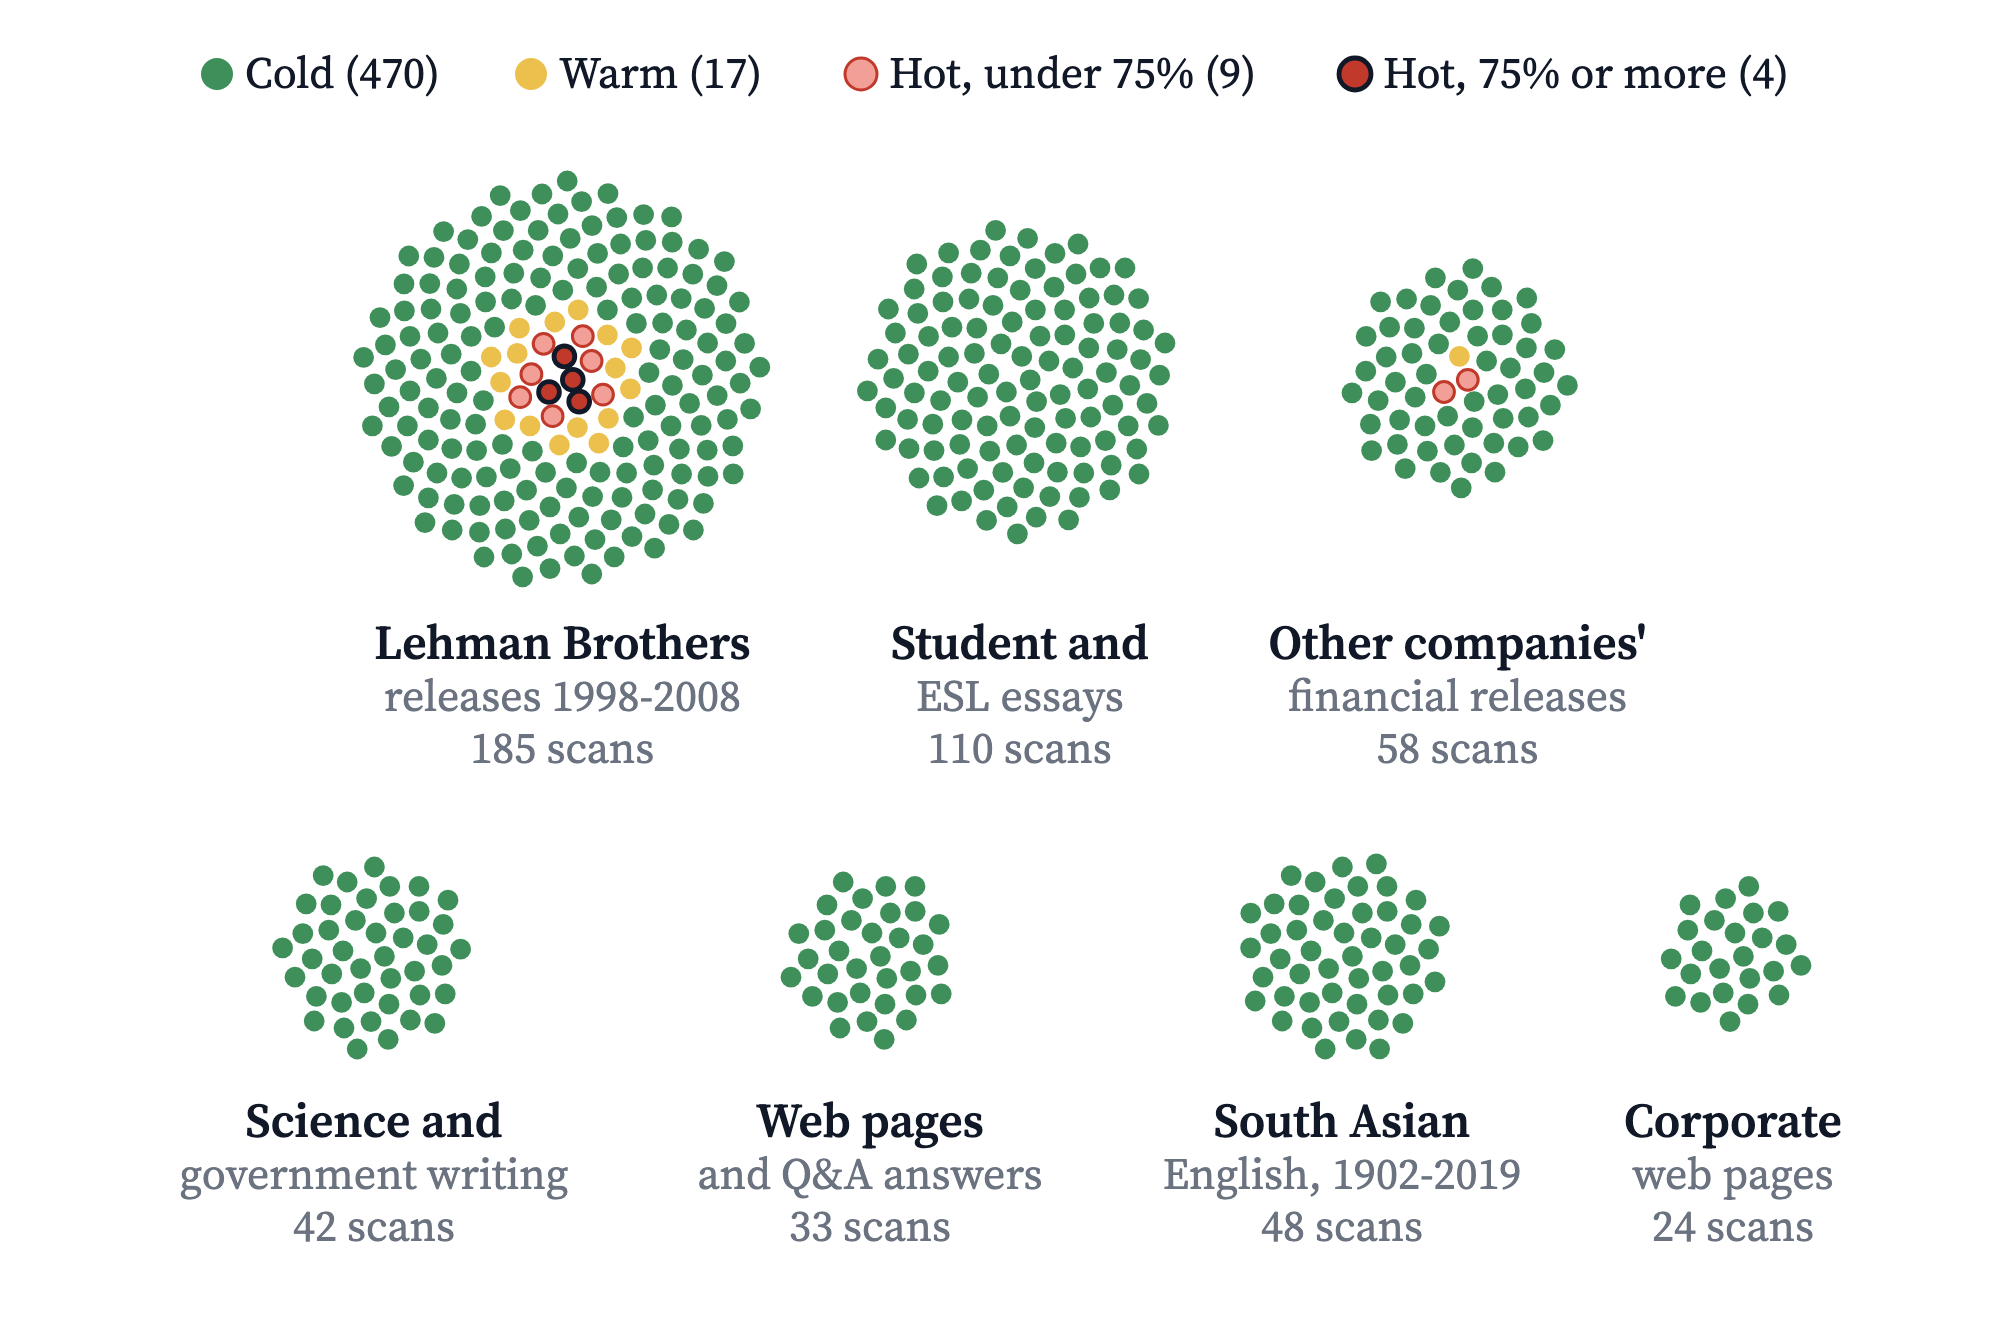 Cold (470) Warm (17) Hot, under 75% (9) Hot, 75% or more (4)
Lehman Brothers
releases 1998-2008
185 scans
Student and
ESL essays
110 scans
Other companies'
financial releases
58 scans
Science and
government writing
42 scans
Web pages
and Q&A answers
33 scans
South Asian
English, 1902-2019
48 scans
Corporate
web pages
24 scans